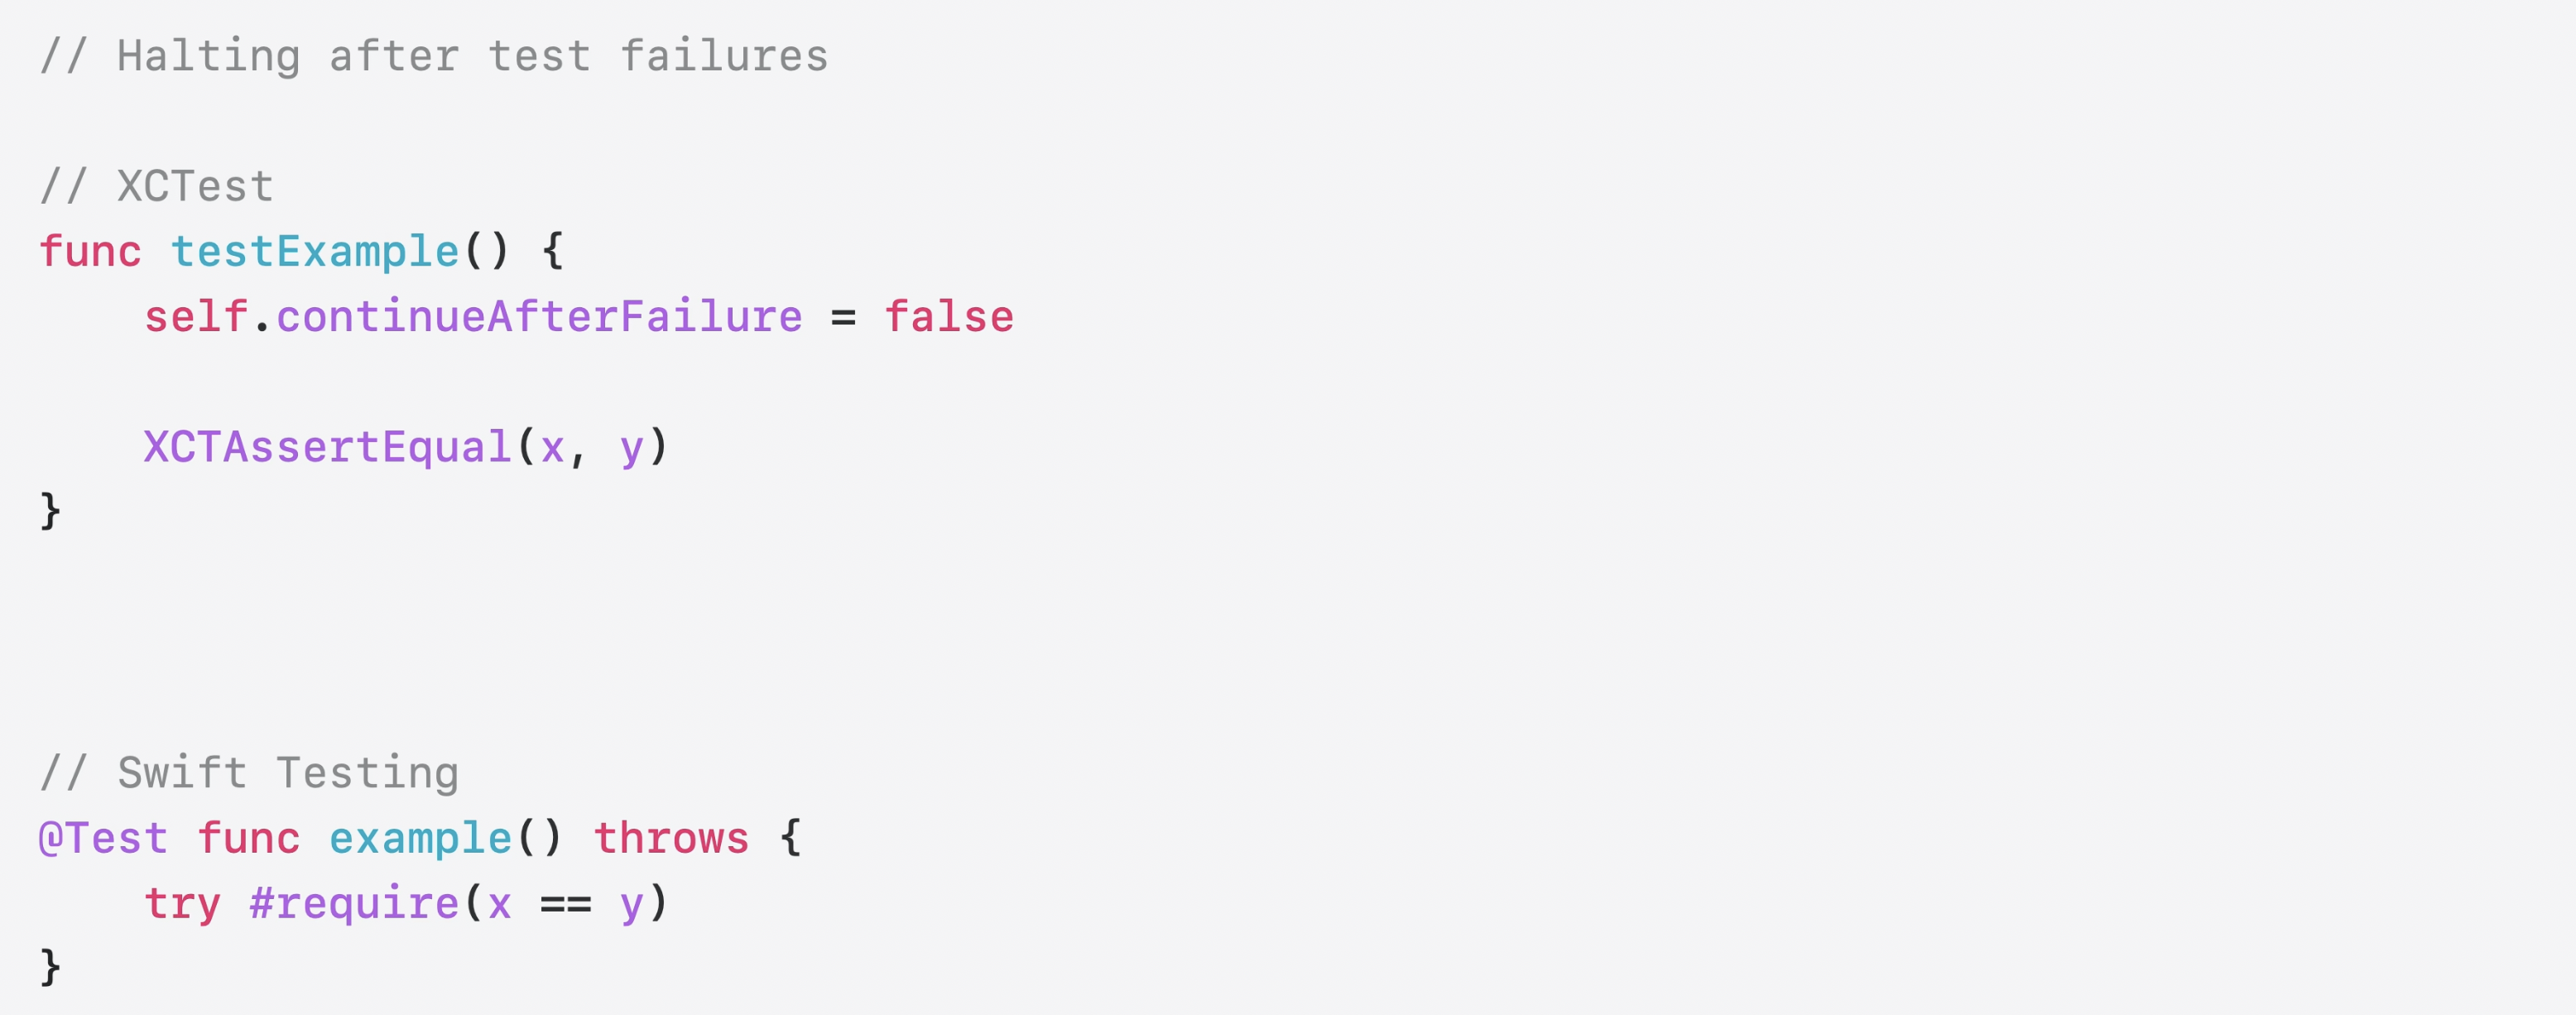 // Halting after test failures
// XCTest
func testExample() {
    self.continueAfterFailure = false
    XCTAssertEqual(x, y)
}
// Swift Testing
@Test func example() throws {
    try #require(x == y)
}